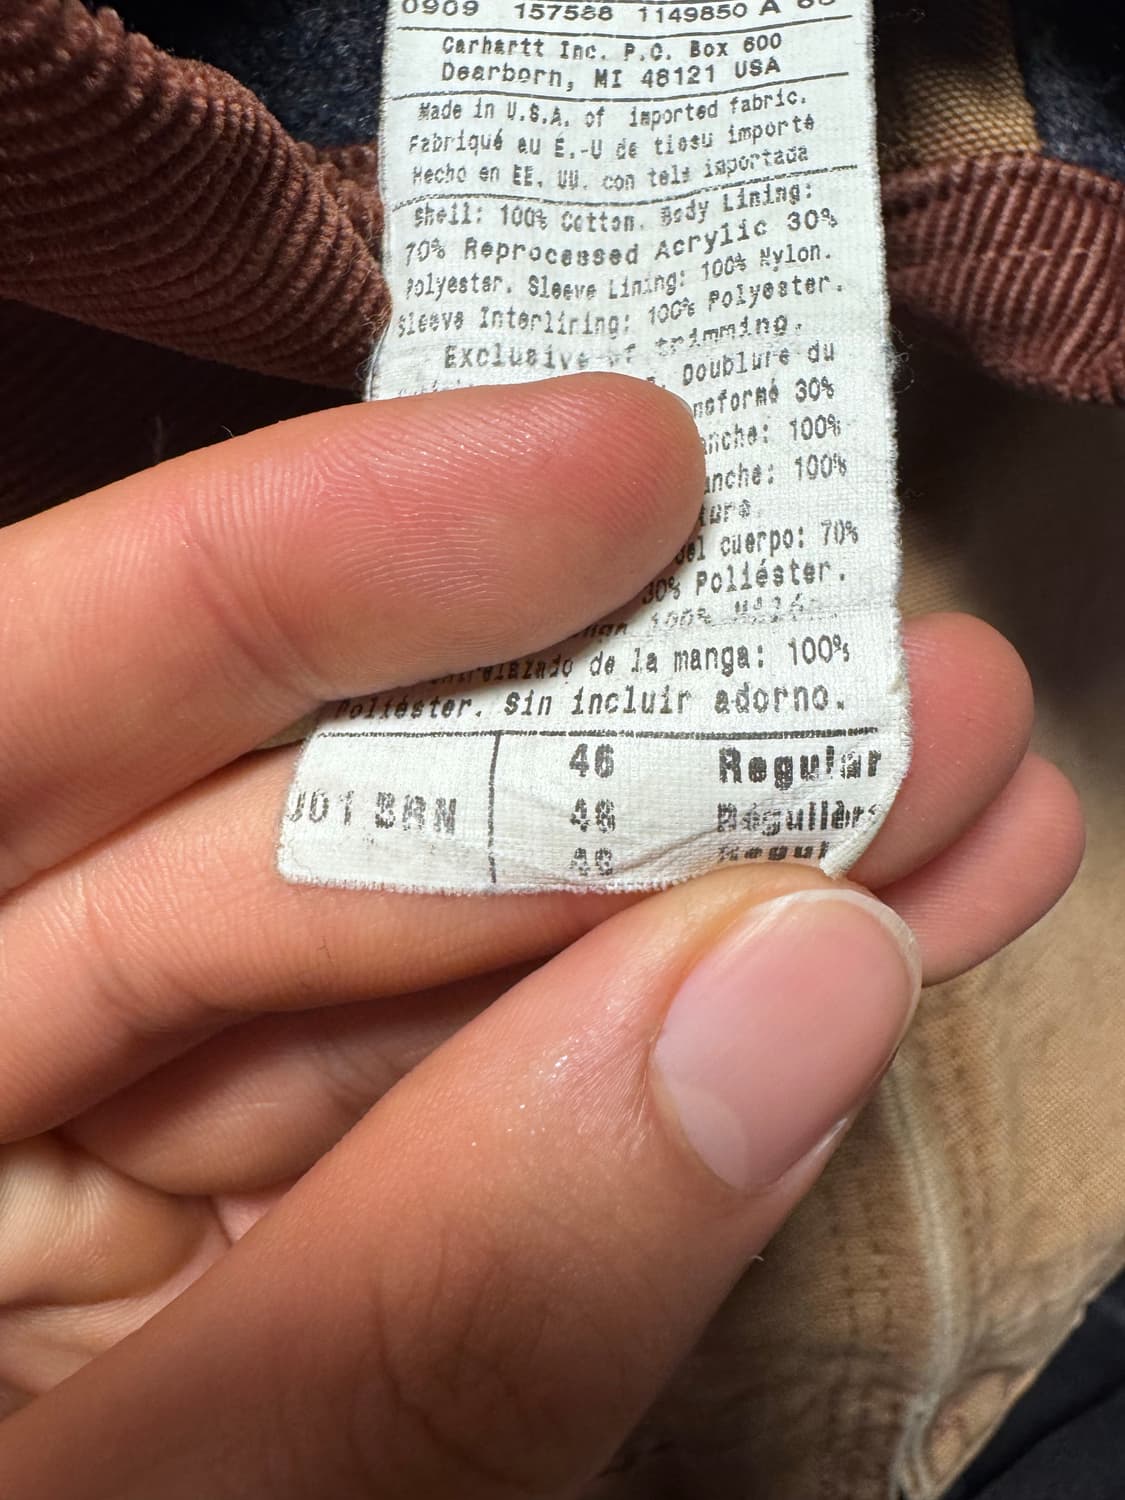 0909 157588 1149850 A
Carhartt Inc. P.O. Box 600
Dearborn, MI 48121 USA
Made in U.S.A. of imported fabric.
Fabriqué au É.-U de tissu importé
Hecho en EE. UU. con tela importada
Shell: 100% Cotton. Body Lining:
70% Reprocessed Acrylic 30%
Polyester. Sleeve Lining: 100% Nylon.
Sleeve Interlining: 100% Polyester.
Exclusive of trimming.
Doublure du
30%
100%
100%
cuerpo: 70%
30% Poliéster.
100%
de la manga: 100%
Poliéster. Sin incluir adorno.
J01 BRN 46 Regular